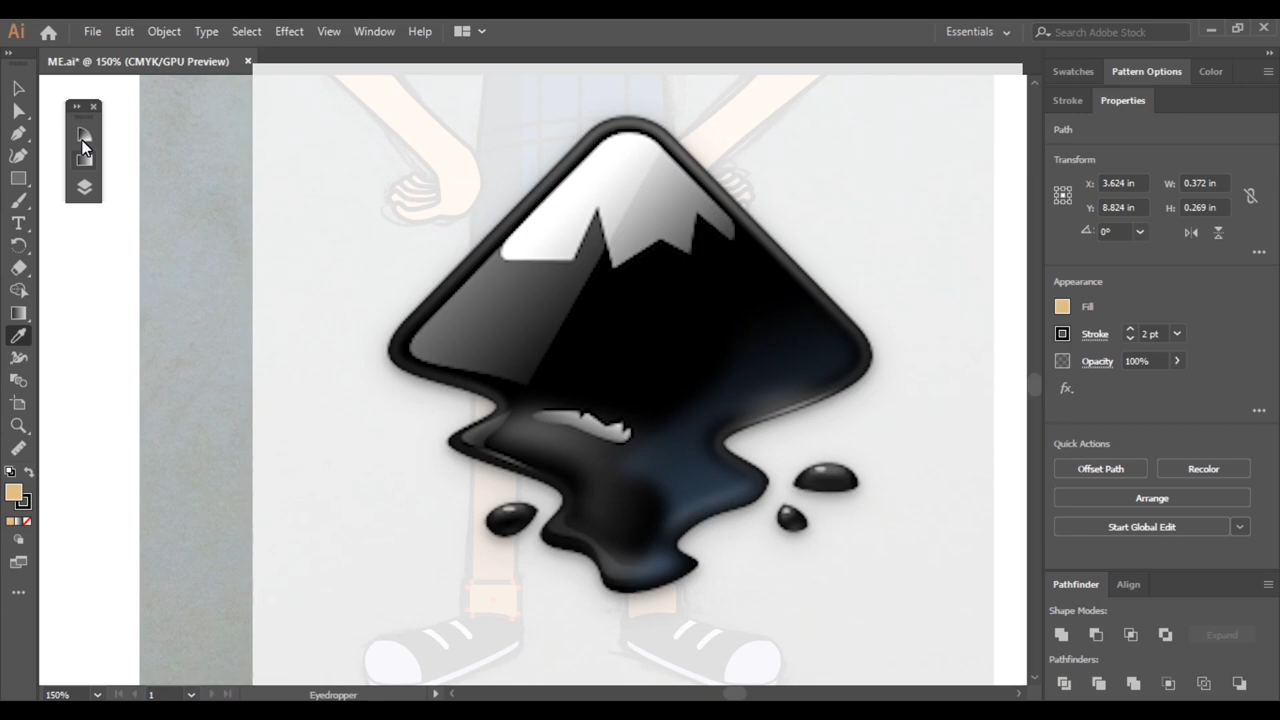 Ai File Edit Object Type Select Effect View Window Help Essentials Search Adobe Stock
ME.ai* @ 150% (CMYK/GPU Preview)
Swatches Pattern Options Color
Stroke Properties
Path
Transform
X: 3.624 in W: 0.372 in
Y: 8.824 in H: 0.269 in
0°
Appearance
Fill
Stroke 2 pt
Opacity 100%
fx.
Quick Actions
Offset Path Recolor
Arrange
Start Global Edit
Pathfinder Align
Shape Modes:
Expand
Pathfinders:
150% 1 Eyedropper